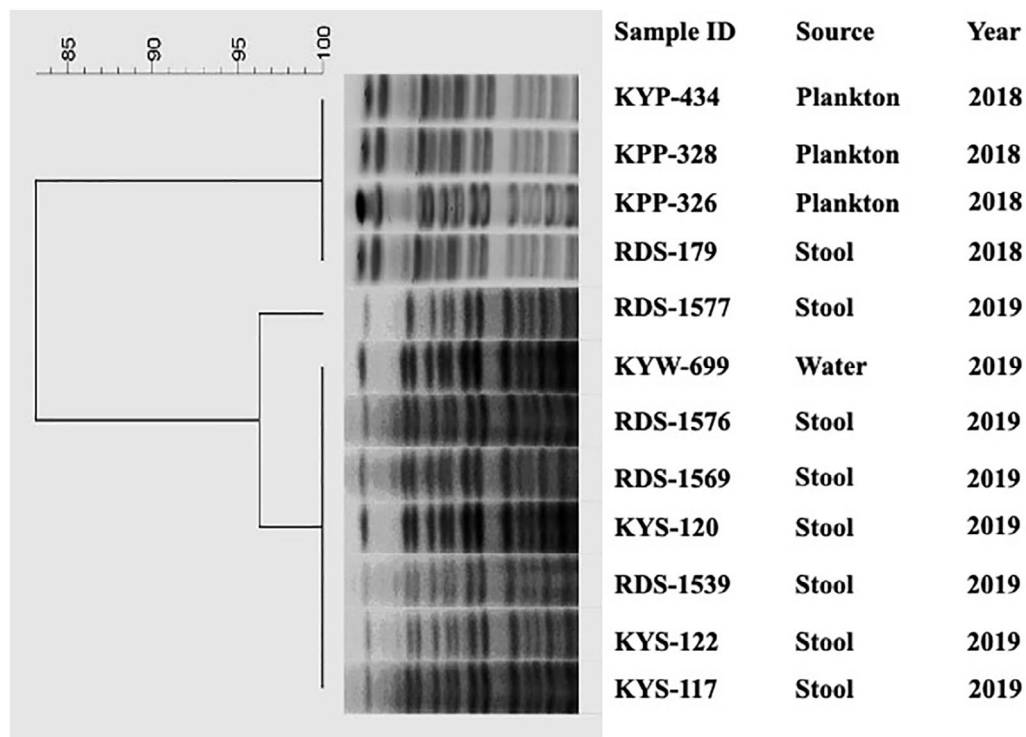 85 90 95 100
Sample ID Source Year
KYP-434 Plankton 2018
KPP-328 Plankton 2018
KPP-326 Plankton 2018
RDS-179 Stool 2018
RDS-1577 Stool 2019
KYW-699 Water 2019
RDS-1576 Stool 2019
RDS-1569 Stool 2019
KYS-120 Stool 2019
RDS-1539 Stool 2019
KYS-122 Stool 2019
KYS-117 Stool 2019